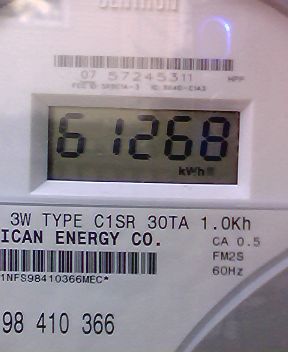 07 57245311
61268
kWh
3W TYPE C1SR 30TA 1.0Kh
ICAN ENERGY CO.
CA 0.5
FM2S
60Hz
1NFS98410366MEC*
98 410 366